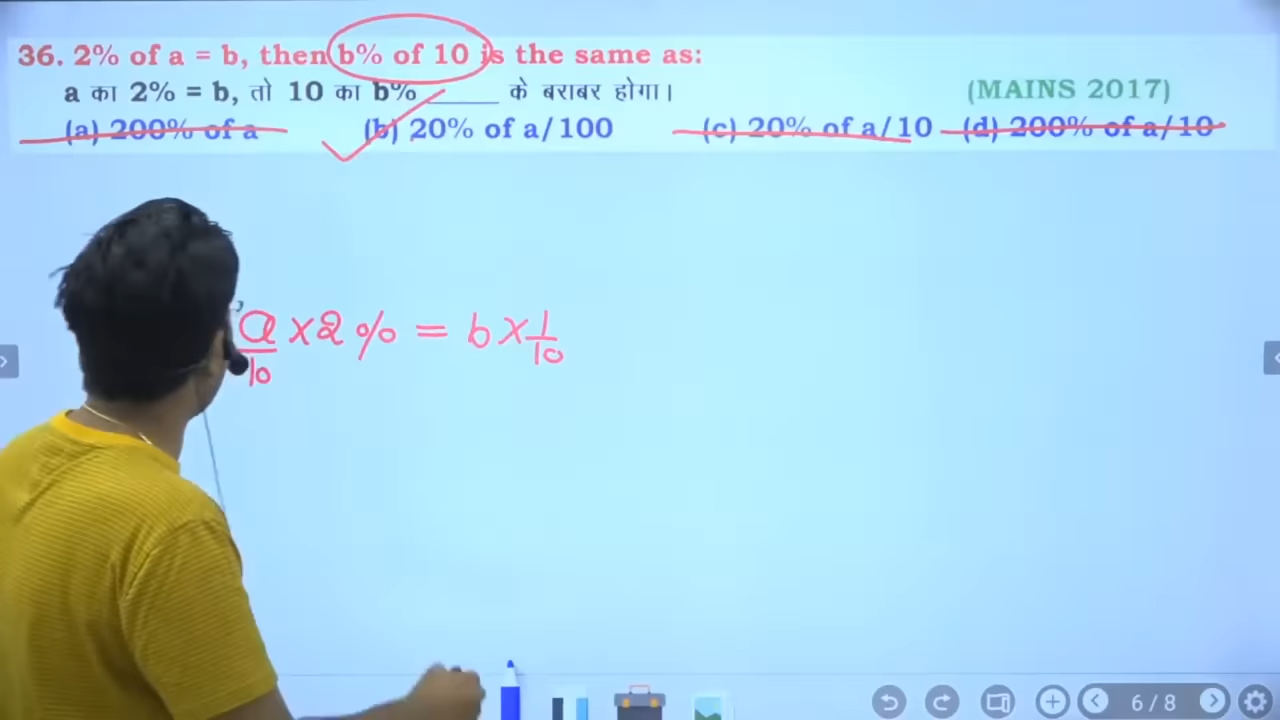 36. 2% of a = b, then b% of 10 is the same as:
a का 2% = b, तो 10 का b% ______ के बराबर होगा।
(MAINS 2017)
(a) 200% of a (b) 20% of a/100 (c) 20% of a/10 (d) 200% of a/10
a/10 × 2% = b × 1/10
6 / 8